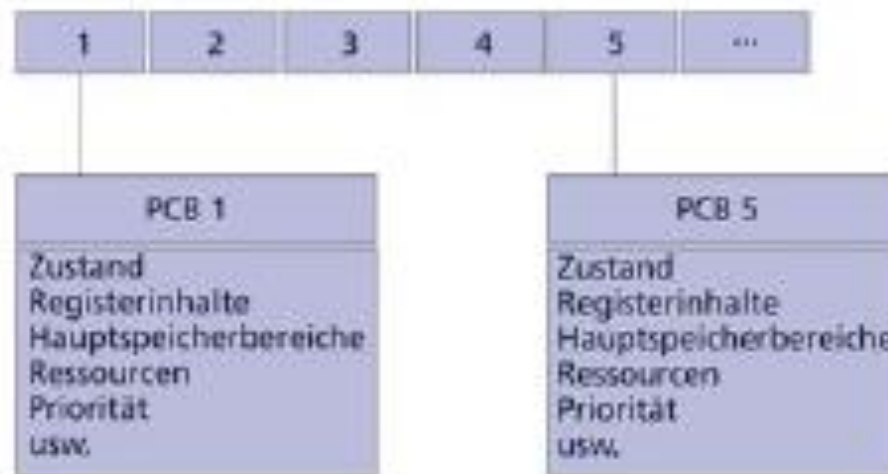 1 2 3 4 5 ...
PCB 1
Zustand
Registerinhalte
Hauptspeicherbereiche
Ressourcen
Priorität
usw.
PCB 5
Zustand
Registerinhalte
Hauptspeicherbereiche
Ressourcen
Priorität
usw.